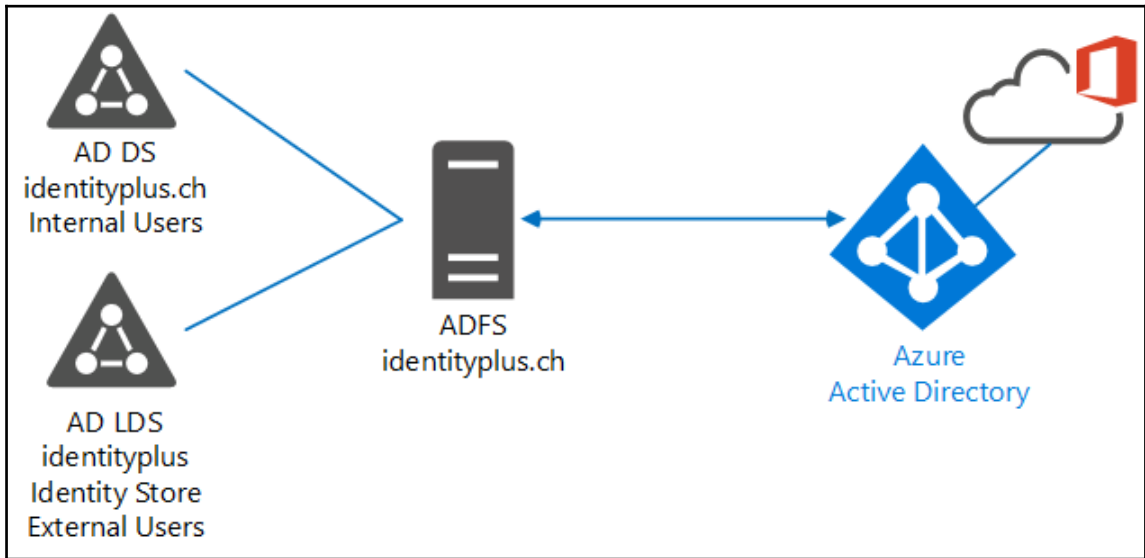 AD DS
identityplus.ch
Internal Users
AD LDS
identityplus
Identity Store
External Users
ADFS
identityplus.ch
Azure
Active Directory